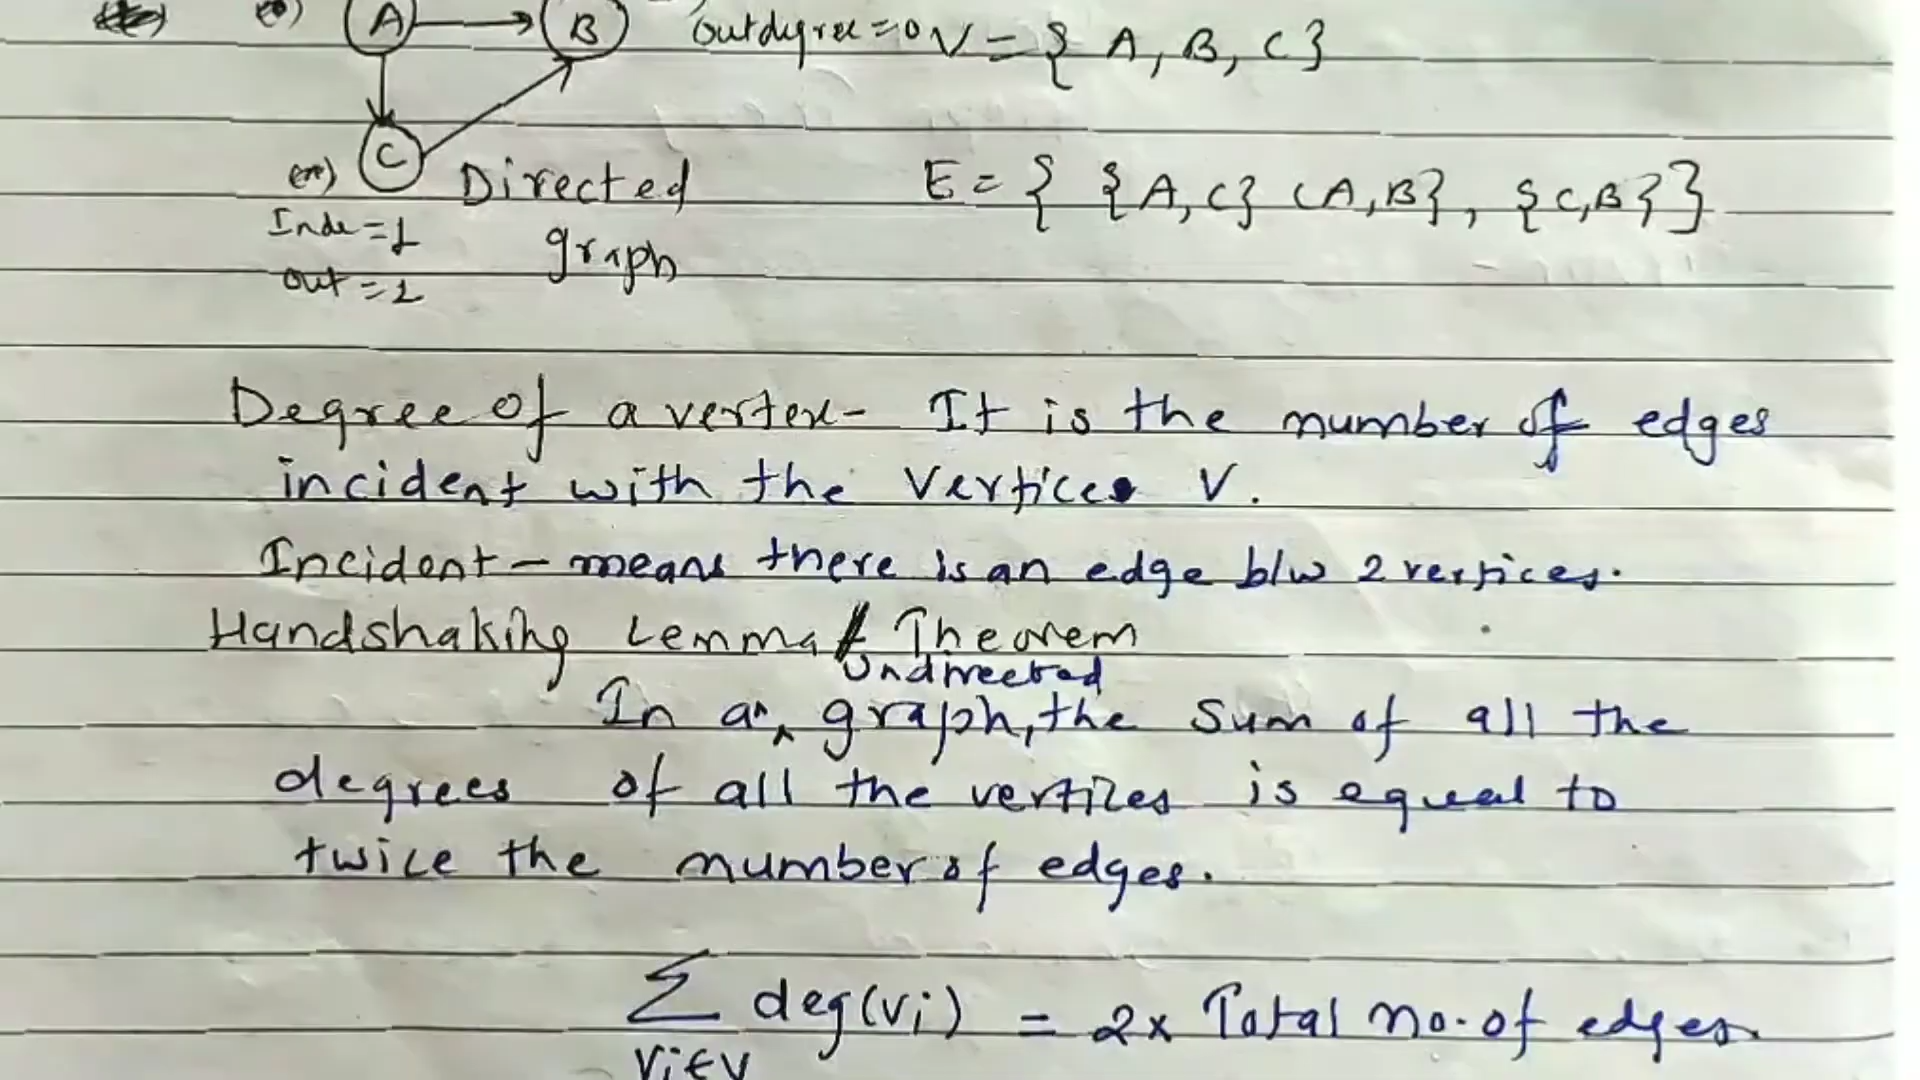 A B outdgree=0 V = { A, B, C }
C Directed E = { {A, C} (A, B}, {C, B} }
Inde = 1 graph
out = 1
Degree of a vertex- It is the number of edges
incident with the vertices V.
Incident - means there is an edge b/w 2 vertices.
Handshaking Lemma / Theorem
Undirected
In an graph, the sum of all the
degrees of all the vertices is equal to
twice the number of edges.
∑ deg(vi) = 2x Total no. of edges
Vi∈V